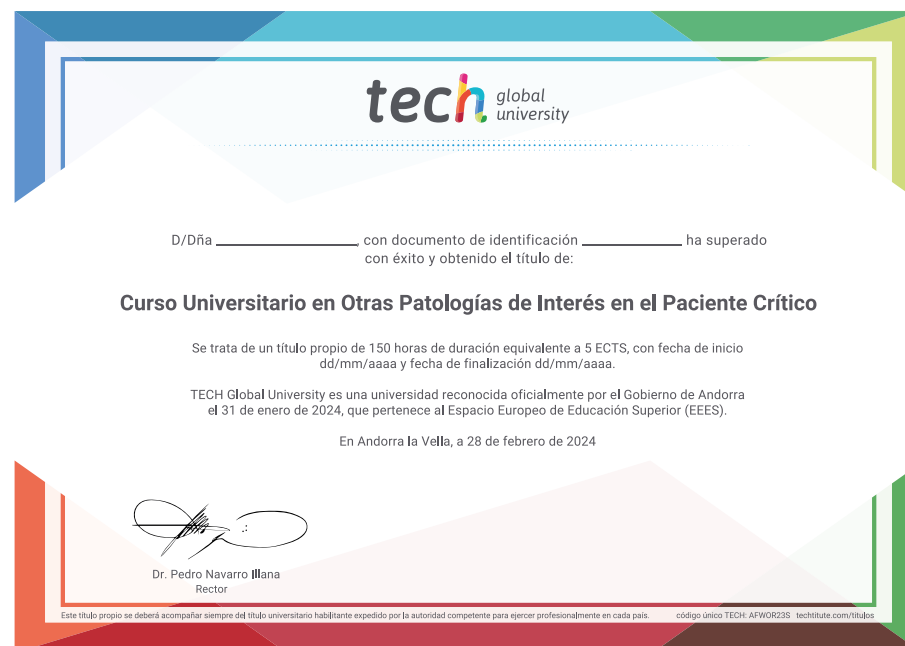 tech global university
D/Dña ____________________, con documento de identificación ______________ ha superado
con éxito y obtenido el título de:
Curso Universitario en Otras Patologías de Interés en el Paciente Crítico
Se trata de un título propio de 150 horas de duración equivalente a 5 ECTS, con fecha de inicio
dd/mm/aaaa y fecha de finalización dd/mm/aaaa.
TECH Global University es una universidad reconocida oficialmente por el Gobierno de Andorra
el 31 de enero de 2024, que pertenece al Espacio Europeo de Educación Superior (EEES).
En Andorra la Vella, a 28 de febrero de 2024
Dr. Pedro Navarro Illana
Rector
Este título propio se deberá acompañar siempre del título universitario habilitante expedido por la autoridad competente para ejercer profesionalmente en cada país. código único TECH: AFWOR23S techtitute.com/titulos